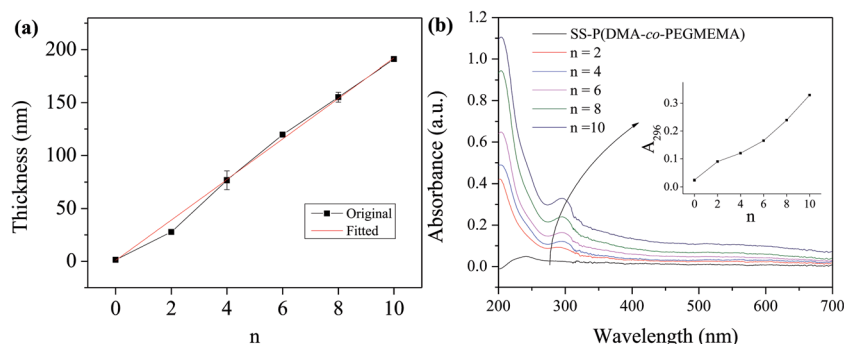 (a)
200
150
100
50
0
Thickness (nm)
Original
Fitted
0 2 4 6 8 10
n
(b)
1.2
1.0
0.8
0.6
0.4
0.2
0.0
Absorbance (a.u.)
SS-P(DMA-co-PEGMEMA)
n = 2
n = 4
n = 6
n = 8
n =10
0.3
0.2
0.1
0.0
A296
0 2 4 6 8 10
n
200 300 400 500 600 700
Wavelength (nm)